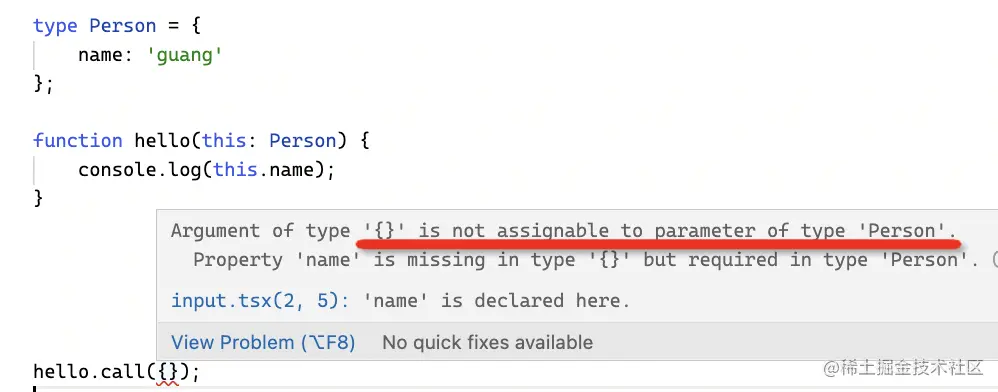 type Person = {
    name: 'guang'
};
function hello(this: Person) {
    console.log(this.name);
}
Argument of type '{}' is not assignable to parameter of type 'Person'.
  Property 'name' is missing in type '{}' but required in type 'Person'. (
input.tsx(2, 5): 'name' is declared here.
View Problem (⌥F8) No quick fixes available
hello.call({});
@稀土掘金技术社区